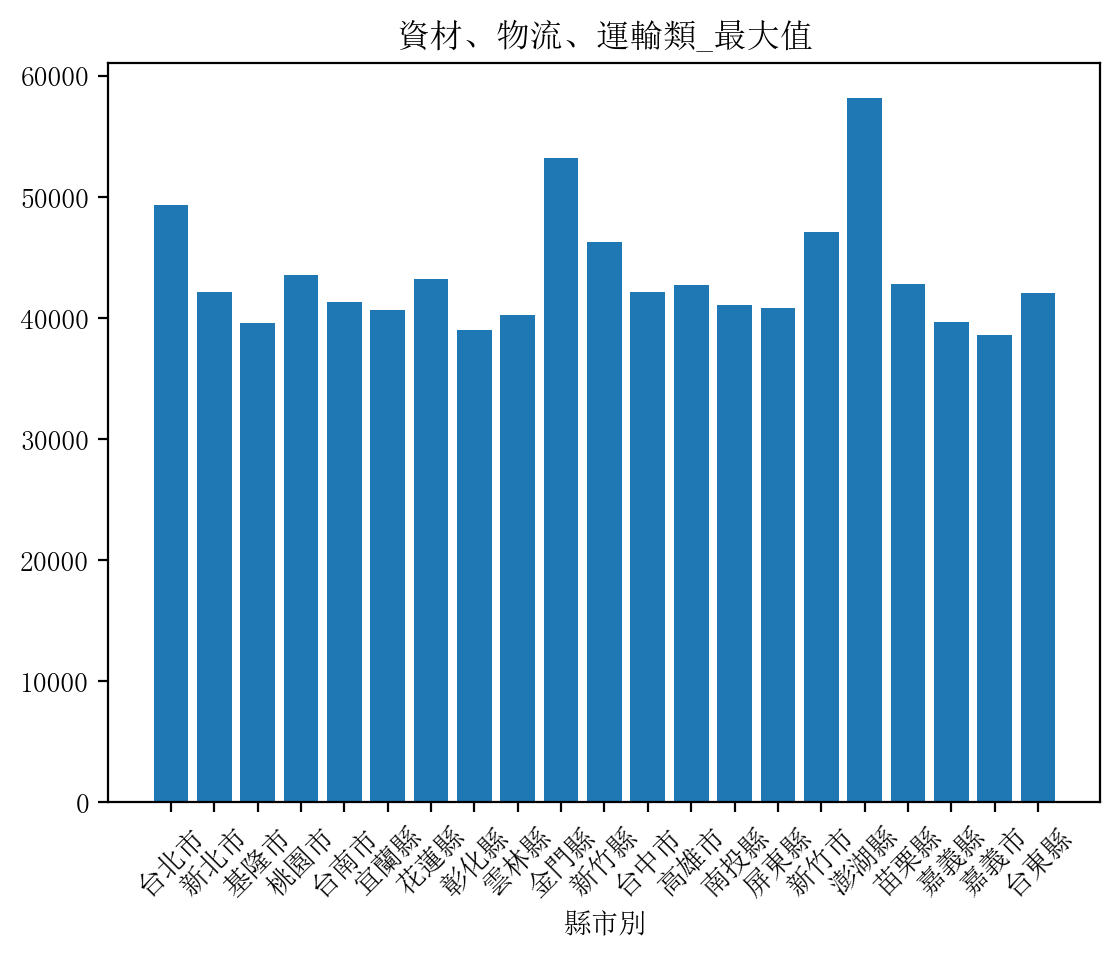 資材、物流、運輸類_最大值
60000
50000
40000
30000
20000
10000
0
台北市
新北市
基隆市
桃園市
台南市
宜蘭縣
花蓮縣
彰化縣
雲林縣
金門縣
新竹縣
台中市
高雄市
南投縣
屏東縣
新竹市
澎湖縣
苗栗縣
嘉義縣
嘉義市
台東縣
縣市別